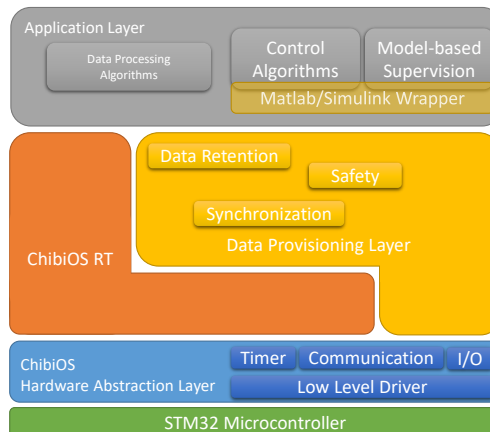 Application Layer
Data Processing
Algorithms
Control
Algorithms
Model-based
Supervision
Matlab/Simulink Wrapper
Data Retention
Safety
Synchronization
Data Provisioning Layer
ChibiOS RT
ChibiOS
Hardware Abstraction Layer
Timer
Communication
I/O
Low Level Driver
STM32 Microcontroller